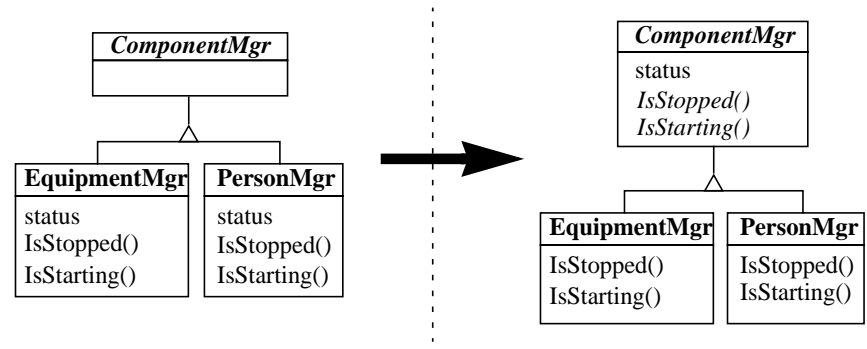 ComponentMgr
EquipmentMgr
status
IsStopped()
IsStarting()
PersonMgr
status
IsStopped()
IsStarting()
ComponentMgr
status
IsStopped()
IsStarting()
EquipmentMgr
IsStopped()
IsStarting()
PersonMgr
IsStopped()
IsStarting()